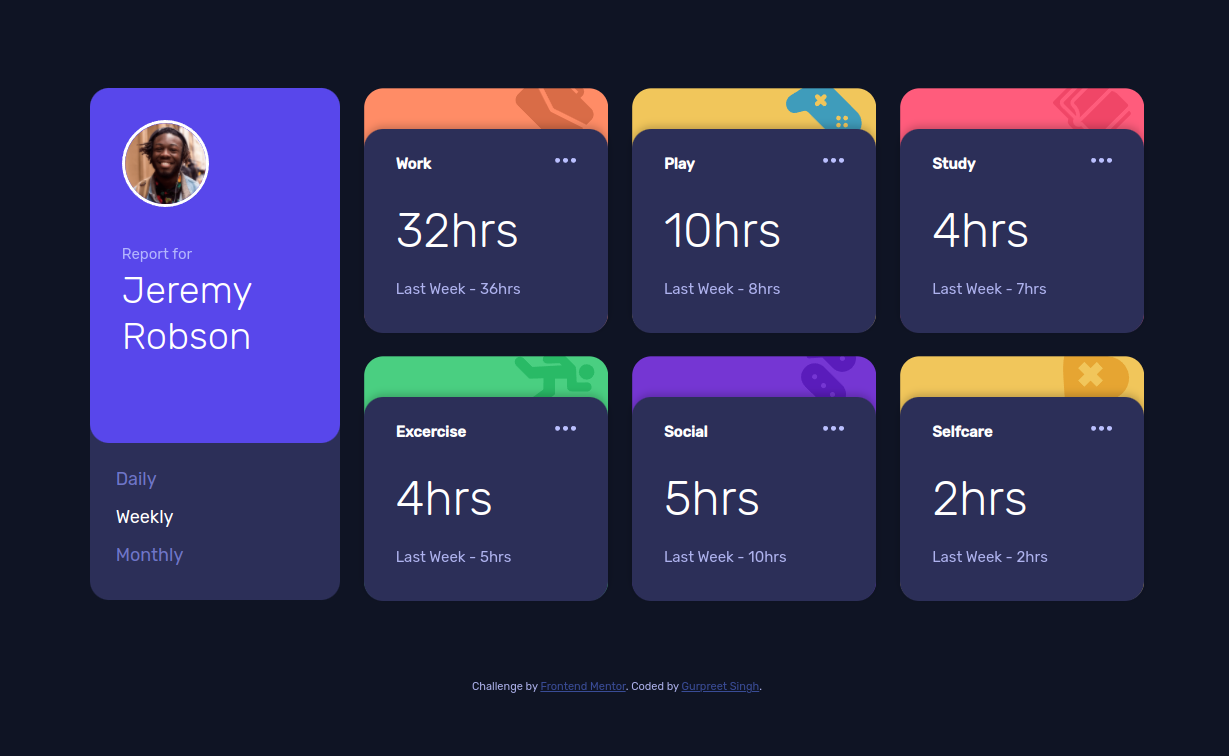 Report for
Jeremy
Robson
Daily
Weekly
Monthly
Work
32hrs
Last Week - 36hrs
Play
10hrs
Last Week - 8hrs
Study
4hrs
Last Week - 7hrs
Excercise
4hrs
Last Week - 5hrs
Social
5hrs
Last Week - 10hrs
Selfcare
2hrs
Last Week - 2hrs
Challenge by Frontend Mentor. Coded by Gurpreet Singh.